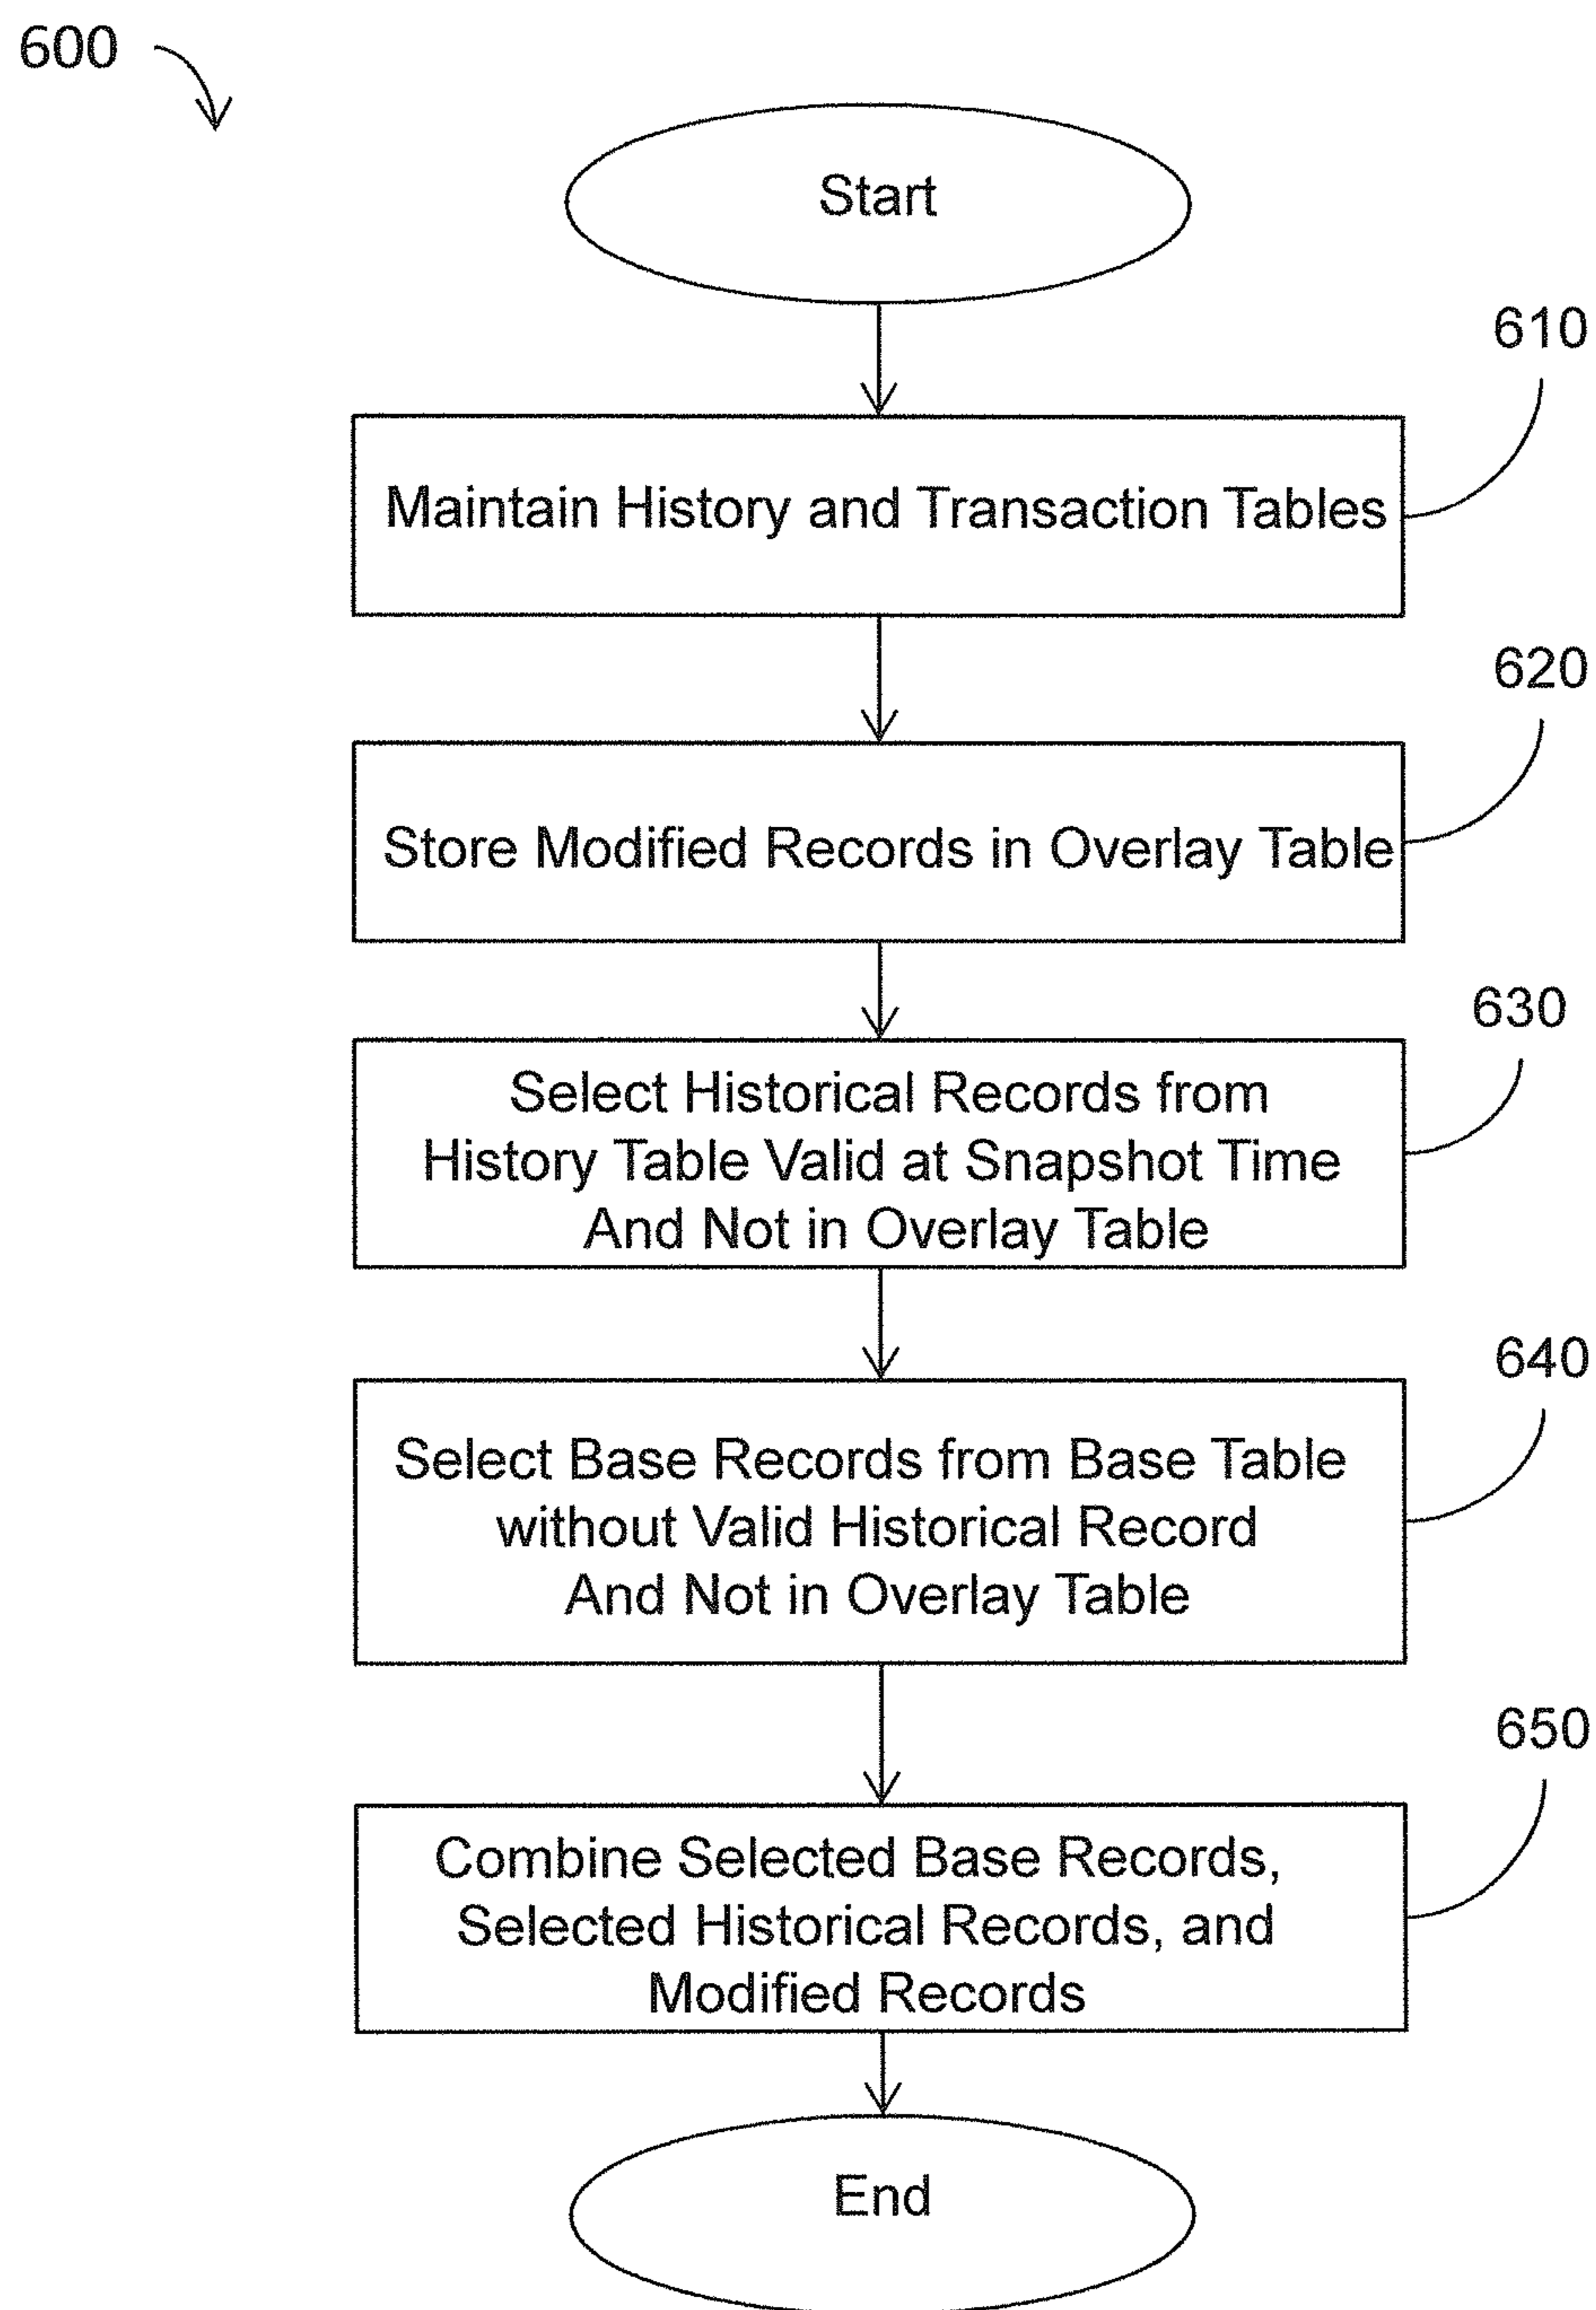 600
Start
610
Maintain History and Transaction Tables
620
Store Modified Records in Overlay Table
630
Select Historical Records from
History Table Valid at Snapshot Time
And Not in Overlay Table
640
Select Base Records from Base Table
without Valid Historical Record
And Not in Overlay Table
650
Combine Selected Base Records,
Selected Historical Records, and
Modified Records
End